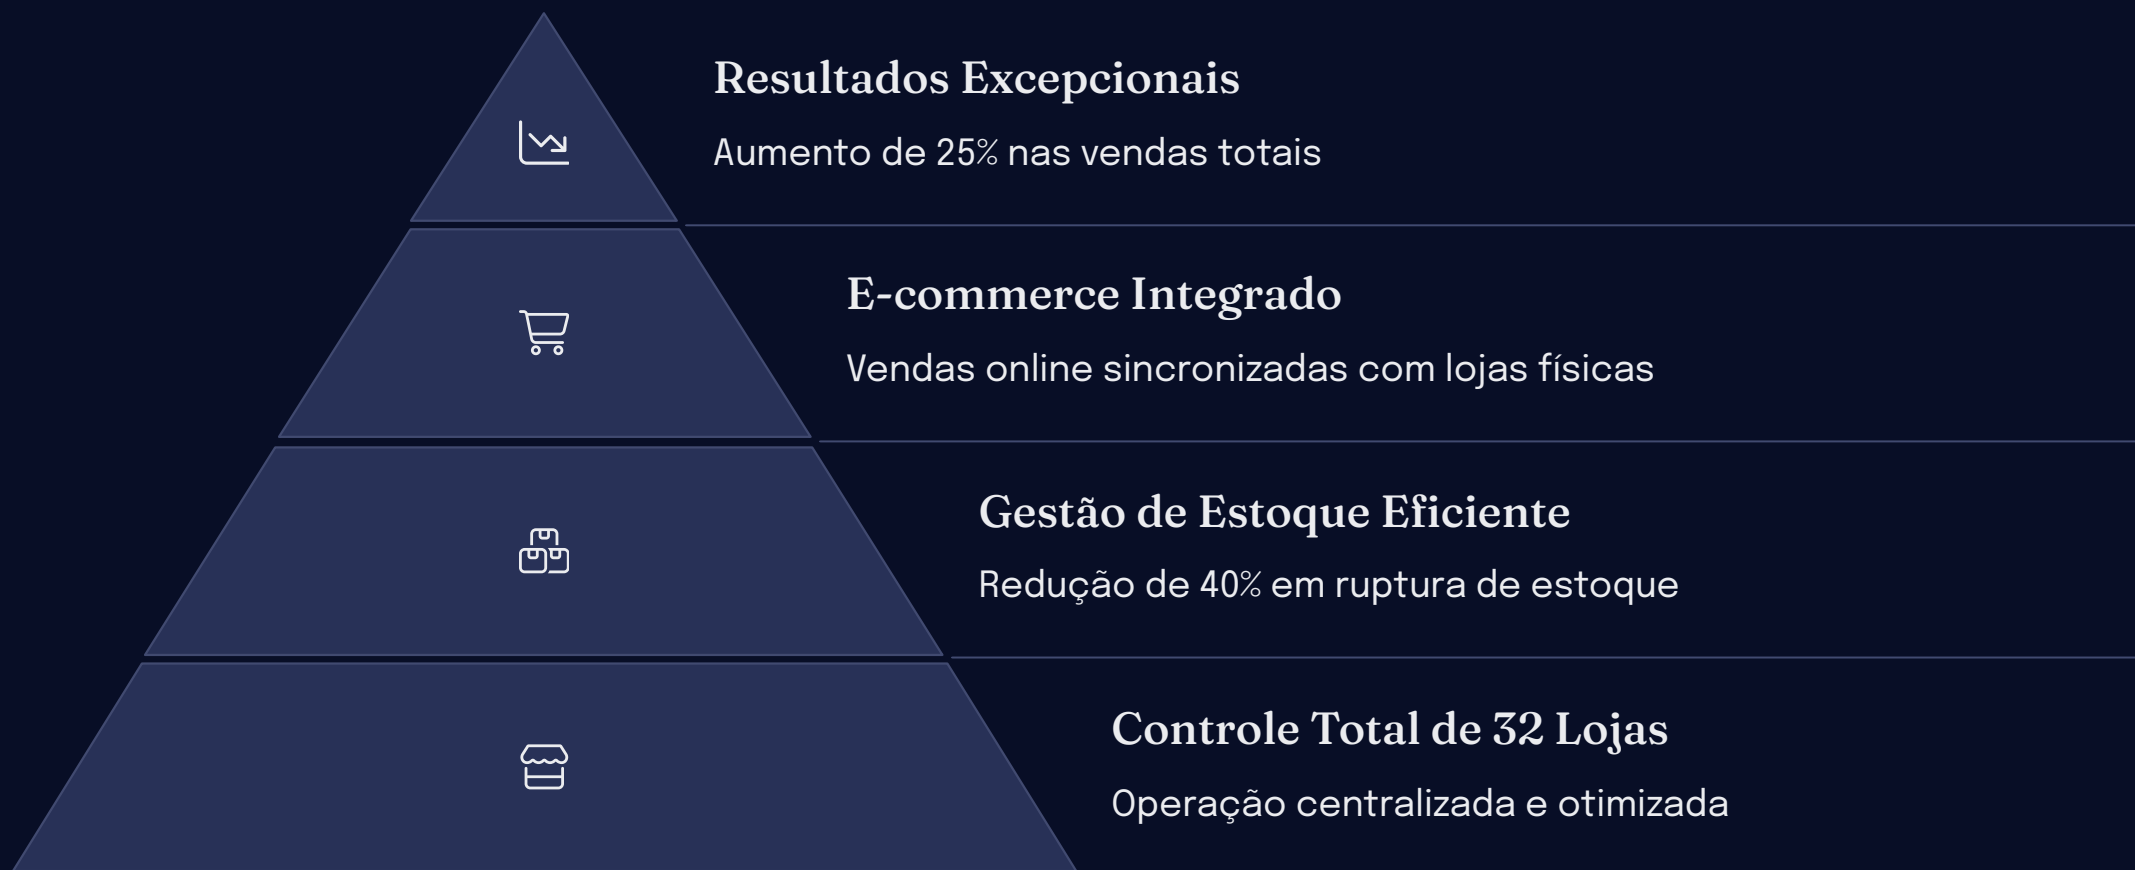 Resultados Excepcionais
Aumento de 25% nas vendas totais
E-commerce Integrado
Vendas online sincronizadas com lojas físicas
Gestão de Estoque Eficiente
Redução de 40% em ruptura de estoque
Controle Total de 32 Lojas
Operação centralizada e otimizada